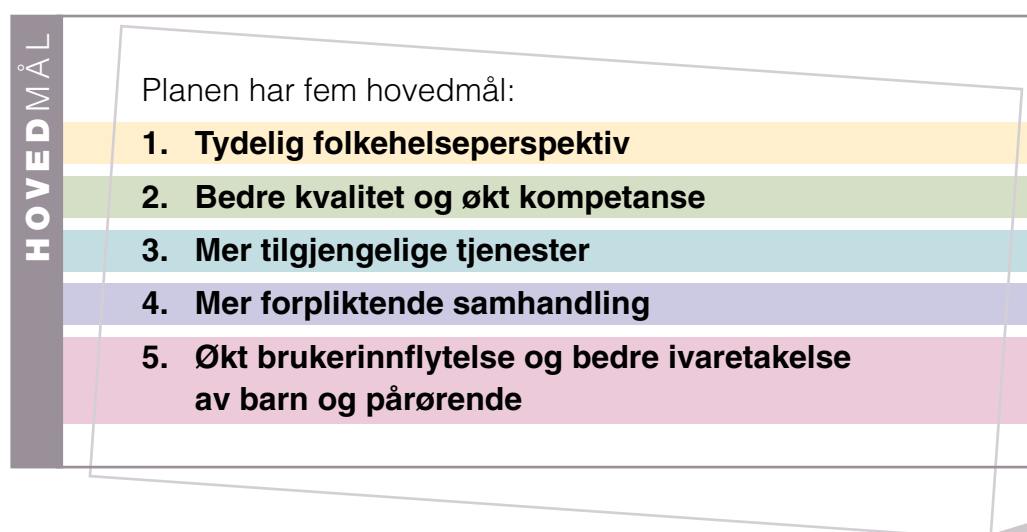 HOVEDMÅL
Planen har fem hovedmål:
1. Tydelig folkehelseperspektiv
2. Bedre kvalitet og økt kompetanse
3. Mer tilgjengelige tjenester
4. Mer forpliktende samhandling
5. Økt brukerinnflytelse og bedre ivaretakelse
av barn og pårørende